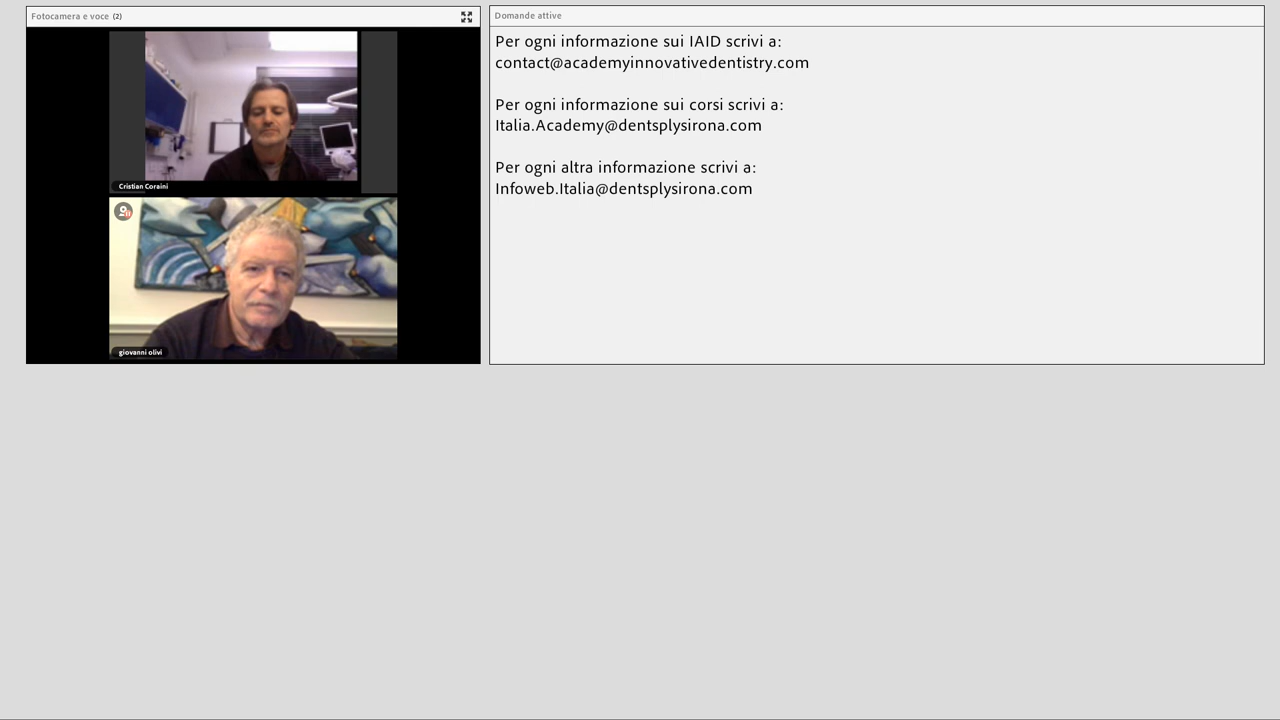 Fotocamera e voce (2)
Cristian Coraini
giovanni olivi
Domande attive
Per ogni informazione sui IAID scrivi a:
contact@academyinnovativedentistry.com
Per ogni informazione sui corsi scrivi a:
Italia.Academy@dentsplysirona.com
Per ogni altra informazione scrivi a:
Infoweb.Italia@dentsplysirona.com